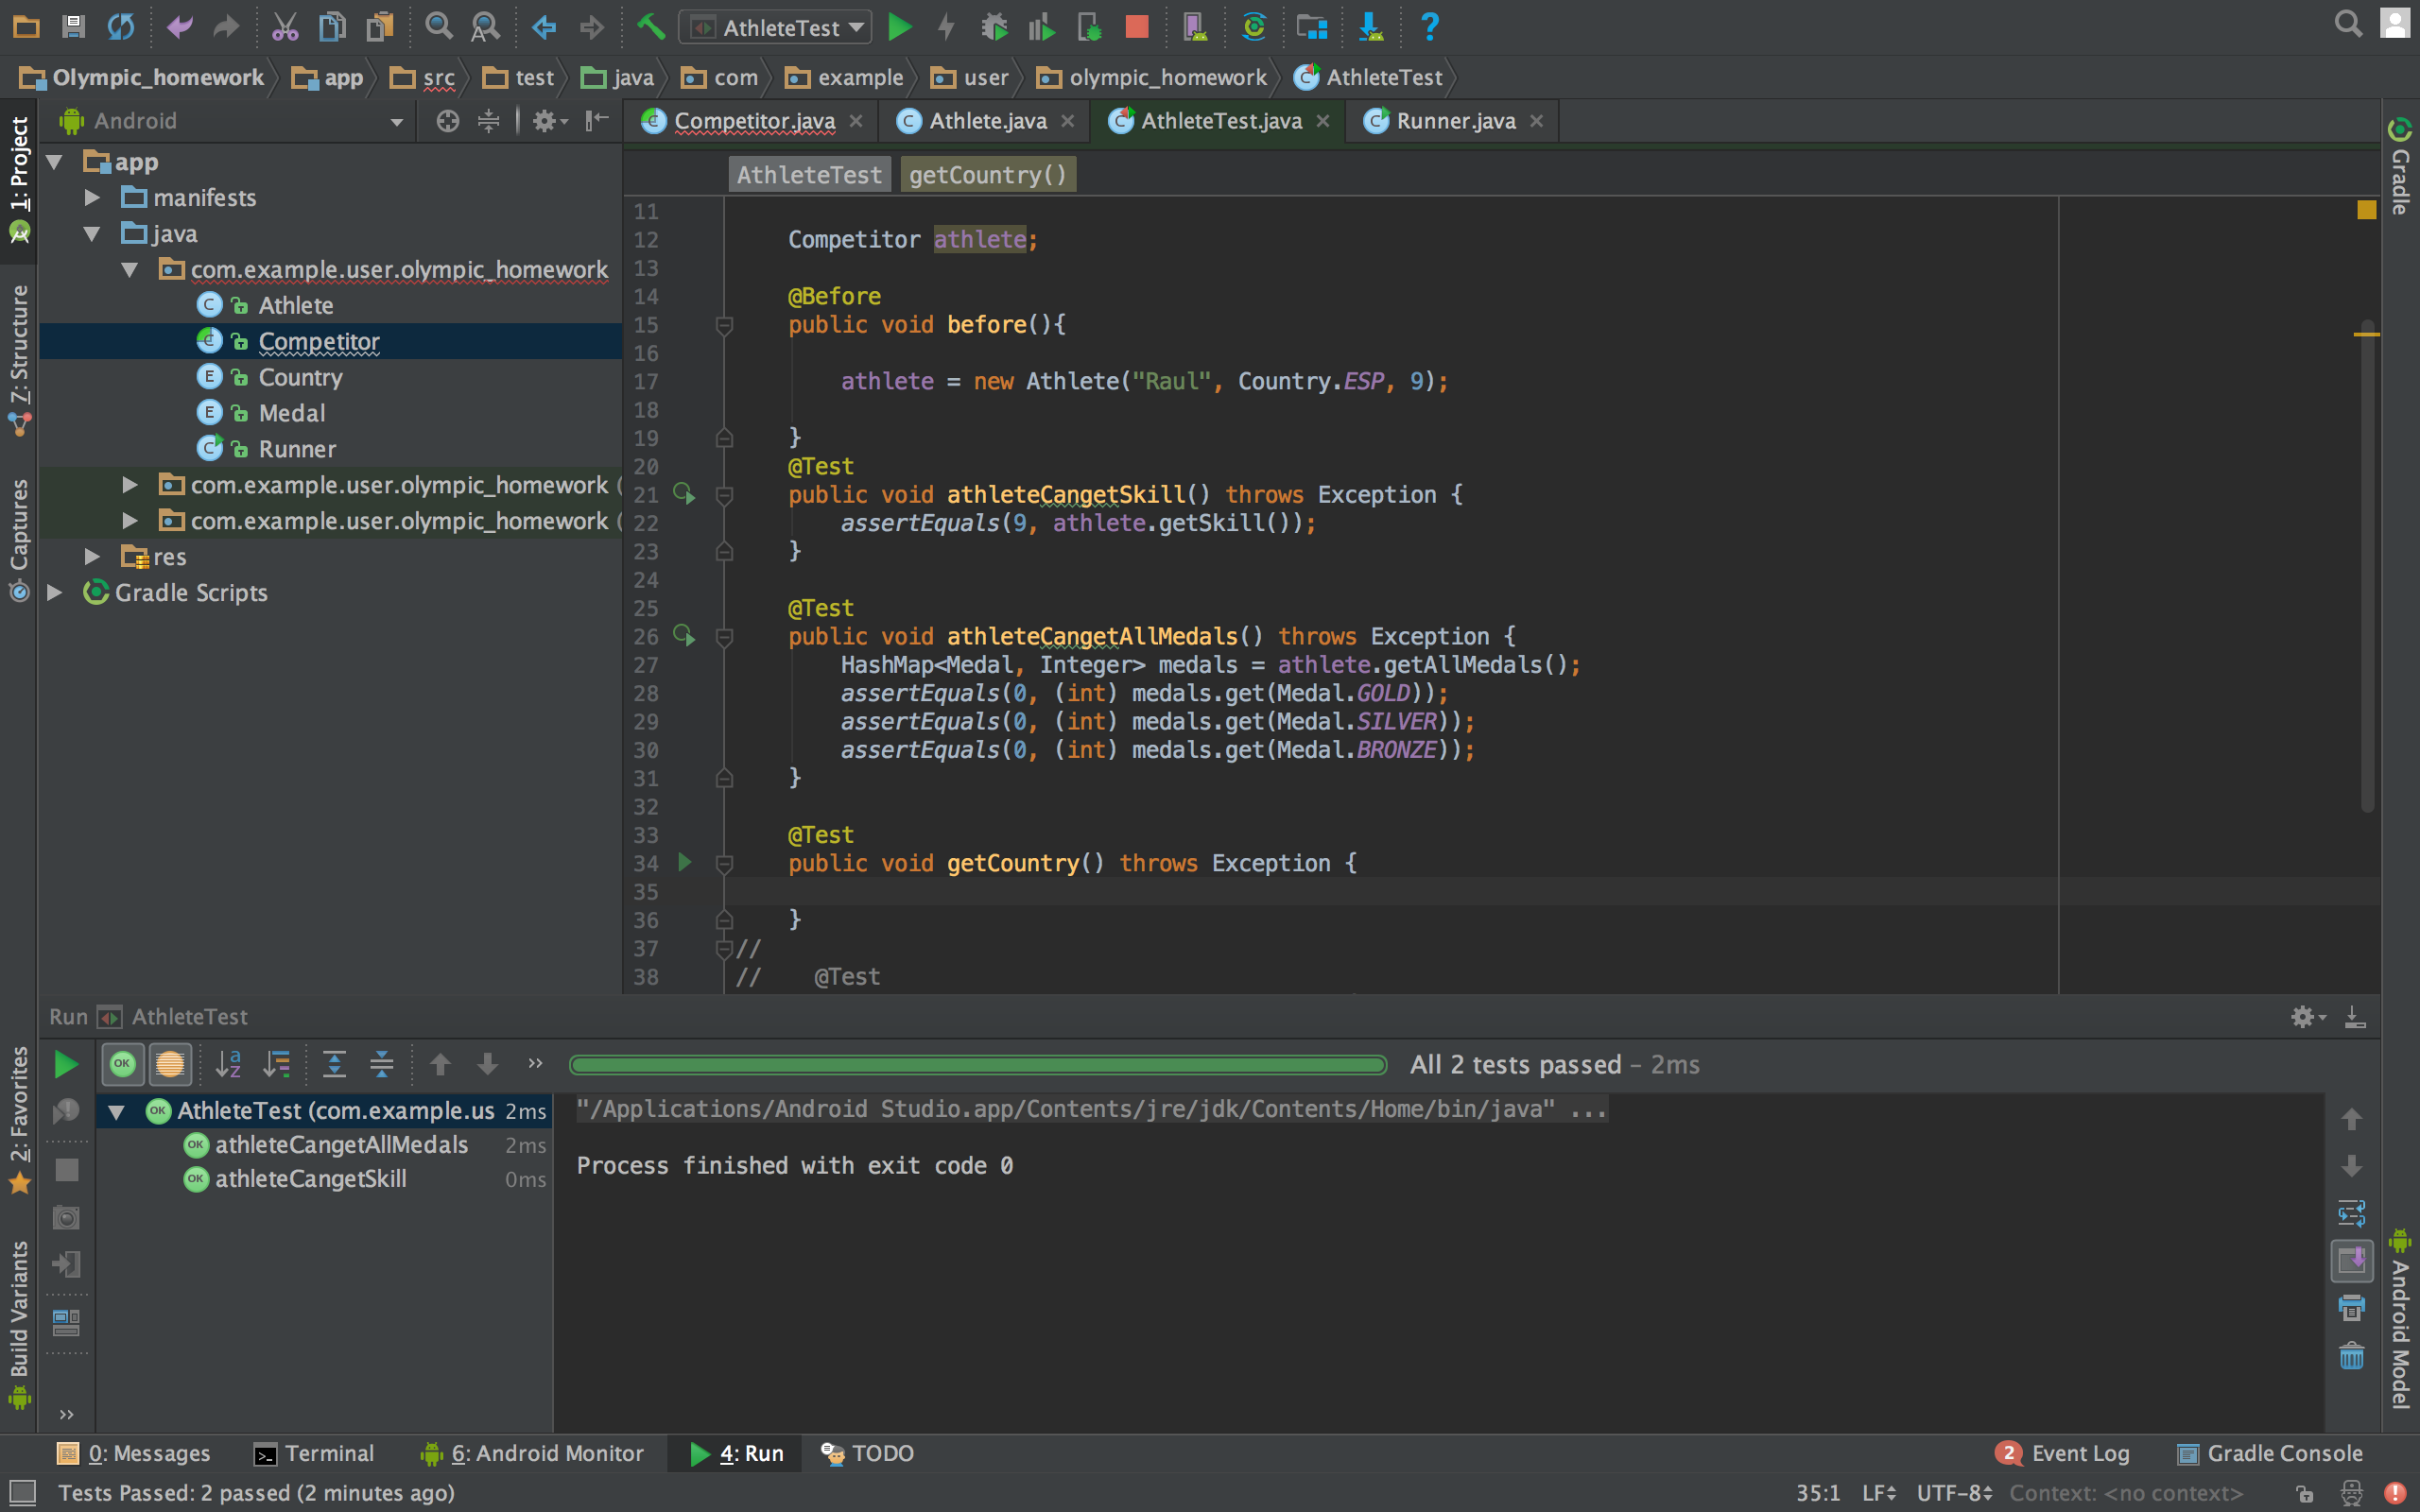 AthleteTest
Olympic_homework app src test java com example user olympic_homework AthleteTest
1: Project
7: Structure
Captures
2: Favorites
Build Variants
Android
app
manifests
java
com.example.user.olympic_homework
Athlete
Competitor
Country
Medal
Runner
com.example.user.olympic_homework (
com.example.user.olympic_homework (
res
Gradle Scripts
Competitor.java Athlete.java AthleteTest.java Runner.java
AthleteTest getCountry()
11
12 Competitor athlete;
13
14 @Before
15 public void before(){
16
17 athlete = new Athlete("Raul", Country.ESP, 9);
18
19 }
20 @Test
21 public void athleteCangetSkill() throws Exception {
22 assertEquals(9, athlete.getSkill());
23 }
24
25 @Test
26 public void athleteCangetAllMedals() throws Exception {
27 HashMap<Medal, Integer> medals = athlete.getAllMedals();
28 assertEquals(0, (int) medals.get(Medal.GOLD));
29 assertEquals(0, (int) medals.get(Medal.SILVER));
30 assertEquals(0, (int) medals.get(Medal.BRONZE));
31 }
32
33 @Test
34 public void getCountry() throws Exception {
35
36 }
37 //
38 // @Test
Gradle
Android Model
Run AthleteTest
All 2 tests passed – 2ms
AthleteTest (com.example.us 2ms
athleteCangetAllMedals 2ms
athleteCangetSkill 0ms
"/Applications/Android Studio.app/Contents/jre/jdk/Contents/Home/bin/java" ...
Process finished with exit code 0
0: Messages Terminal 6: Android Monitor 4: Run TODO 2 Event Log Gradle Console
Tests Passed: 2 passed (2 minutes ago) 35:1 LF UTF-8 Context: <no context>